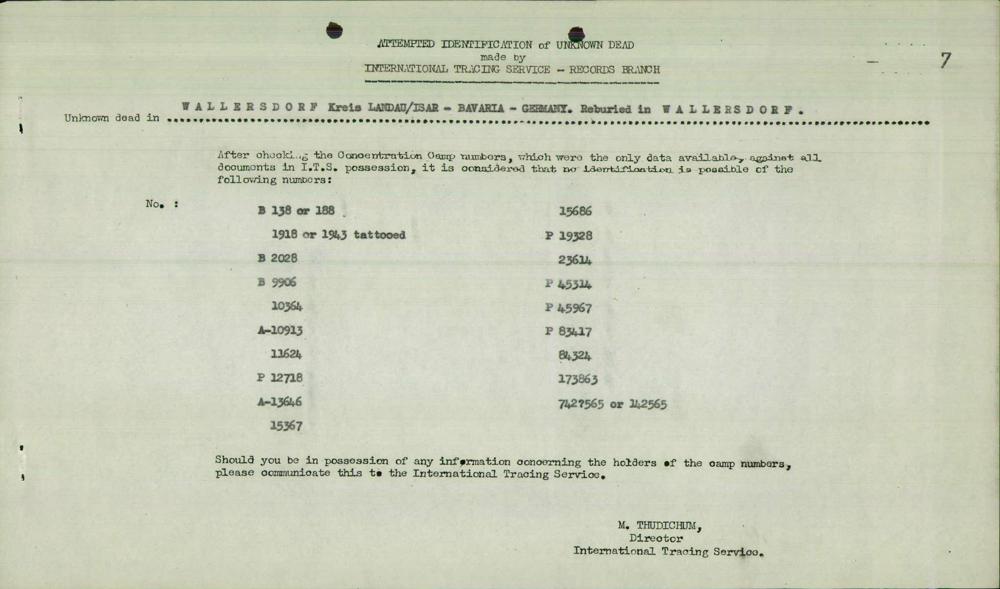 ATTEMPTED IDENTIFICATION of UNKNOWN DEAD
made by
INTERNATIONAL TRACING SERVICE - RECORDS BRANCH
7
WALLERSDORF Kreis LANDAU/ISAR - BAVARIA - GERMANY. Reburied in WALLERSDORF.
Unknown dead in
After checking the Concentration Camp numbers, which were the only data available, against all
documents in I.T.S. possession, it is considered that no identification is possible of the
following numbers:
No. :
B 138 or 188
1918 or 1943 tattooed
B 2028
B 9906
10364
A-10913
11624
P 12718
A-13646
15367
15686
P 19328
23614
P 45314
P 45967
P 83417
84324
173863
742?565 or 142565
Should you be in possession of any information concerning the holders of the camp numbers,
please communicate this to the International Tracing Service.
M. THUDICHUM,
Director
International Tracing Service.